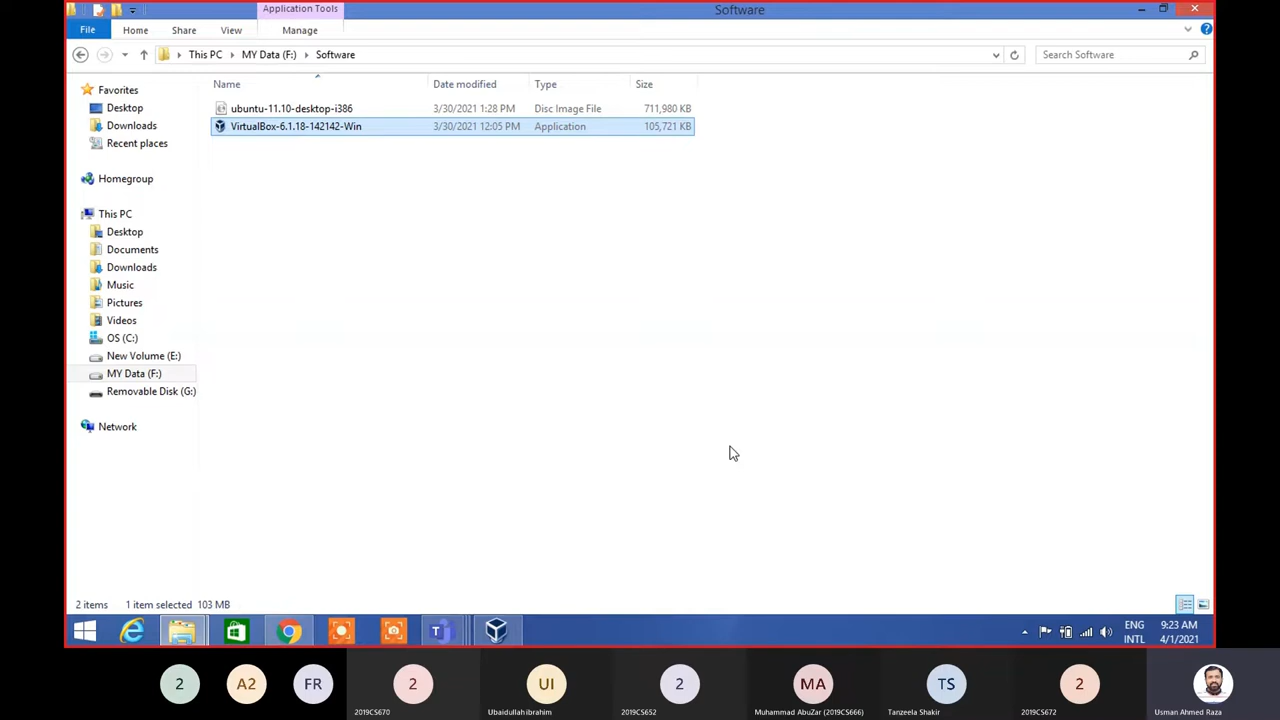 Application Tools
Software
File Home Share View Manage
This PC MY Data (F:) Software
Search Software
Name Date modified Type Size
ubuntu-11.10-desktop-i386 3/30/2021 1:28 PM Disc Image File 711,980 KB
VirtualBox-6.1.18-142142-Win 3/30/2021 12:05 PM Application 105,721 KB
Favorites
Desktop
Downloads
Recent places
Homegroup
This PC
Desktop
Documents
Downloads
Music
Pictures
Videos
OS (C:)
New Volume (E:)
MY Data (F:)
Removable Disk (G:)
Network
2 items 1 item selected 103 MB
ENG 9:23 AM
INTL 4/1/2021
2 A2 FR 2 UI 2 MA TS 2
2019CS670 Ubaidullah ibrahim 2019CS652 Muhammad AbuZar (2019CS666) Tanzeela Shakir 2019CS672 Usman Ahmed Raza